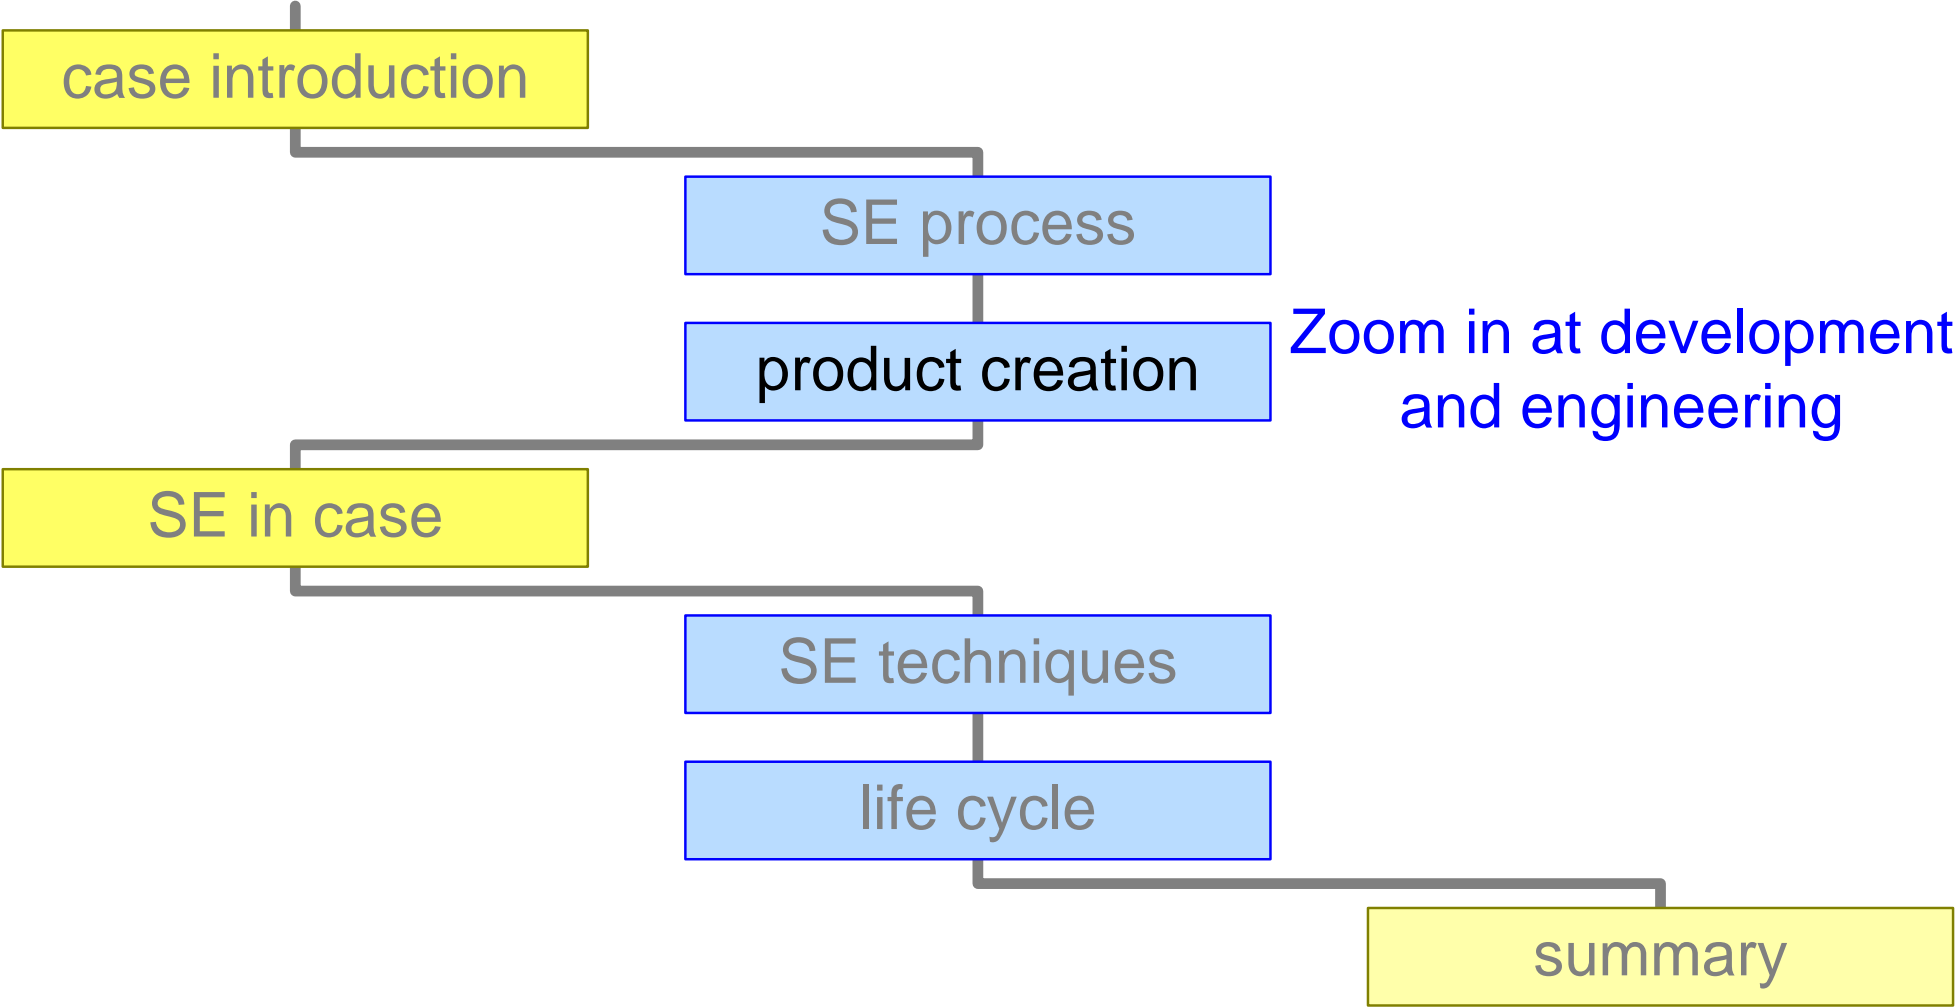 case introduction
SE process
product creation
Zoom in at development
and engineering
SE in case
SE techniques
life cycle
summary